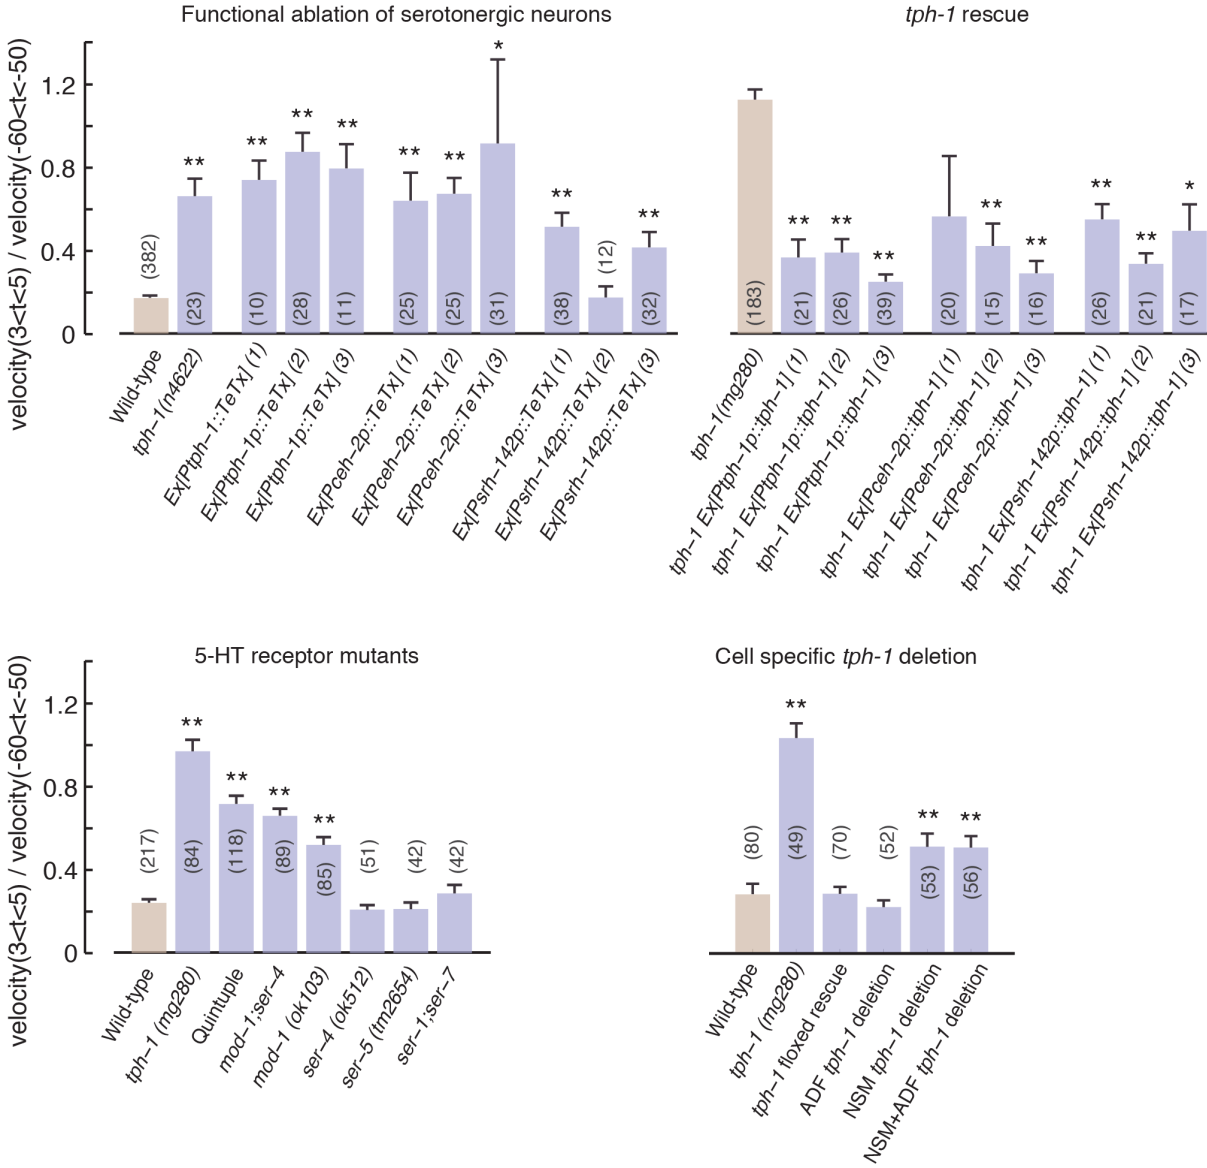 Functional ablation of serotonergic neurons
velocity(3<t<5) / velocity(-60<t<-50)
1.2
0.8
0.4
0
(382)
(23)
(10)
(28)
(11)
(25)
(25)
(31)
(38)
(12)
(32)
**
**
**
**
**
**
*
**
**
Wild-type
tph−1(n4622)
Ex[Ptph−1::TeTx] (1)
Ex[Ptph−1p::TeTx] (2)
Ex[Ptph−1p::TeTx] (3)
Ex[Pceh−2p::TeTx] (1)
Ex[Pceh−2p::TeTx] (2)
Ex[Pceh−2p::TeTx] (3)
Ex[Psrh−142p::TeTx] (1)
Ex[Psrh−142p::TeTx] (2)
Ex[Psrh−142p::TeTx] (3)
tph-1 rescue
(183)
(21)
(26)
(39)
(20)
(15)
(16)
(26)
(21)
(17)
**
**
**
**
**
**
**
*
tph−1(mg280)
tph−1 Ex[Ptph−1p::tph−1] (1)
tph−1 Ex[Ptph−1p::tph−1] (2)
tph−1 Ex[Ptph−1p::tph−1] (3)
tph−1 Ex[Pceh−2p::tph−1] (1)
tph−1 Ex[Pceh−2p::tph−1] (2)
tph−1 Ex[Pceh−2p::tph−1] (3)
tph−1 Ex[Psrh−142p::tph−1] (1)
tph−1 Ex[Psrh−142p::tph−1] (2)
tph−1 Ex[Psrh−142p::tph−1] (3)
5-HT receptor mutants
velocity(3<t<5) / velocity(-60<t<-50)
1.2
0.8
0.4
0
(217)
(84)
(118)
(89)
(85)
(51)
(42)
(42)
**
**
**
**
Wild-type
tph−1 (mg280)
Quintuple
mod−1;ser−4
mod−1 (ok103)
ser−4 (ok512)
ser−5 (tm2654)
ser−1;ser−7
Cell specific tph-1 deletion
(80)
(49)
(70)
(52)
(53)
(56)
**
**
**
Wild-type
tph−1 (mg280)
tph−1 floxed rescue
ADF tph−1 deletion
NSM tph−1 deletion
NSM+ADF tph−1 deletion